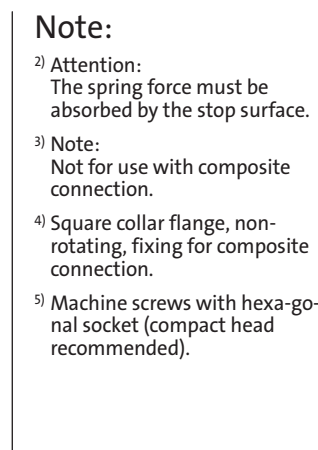 Note:
2) Attention:
The spring force must be
absorbed by the stop surface.
3) Note:
Not for use with composite
connection.
4) Square collar flange, non-
rotating, fixing for composite
connection.
5) Machine screws with hexa-go-
nal socket (compact head
recommended).